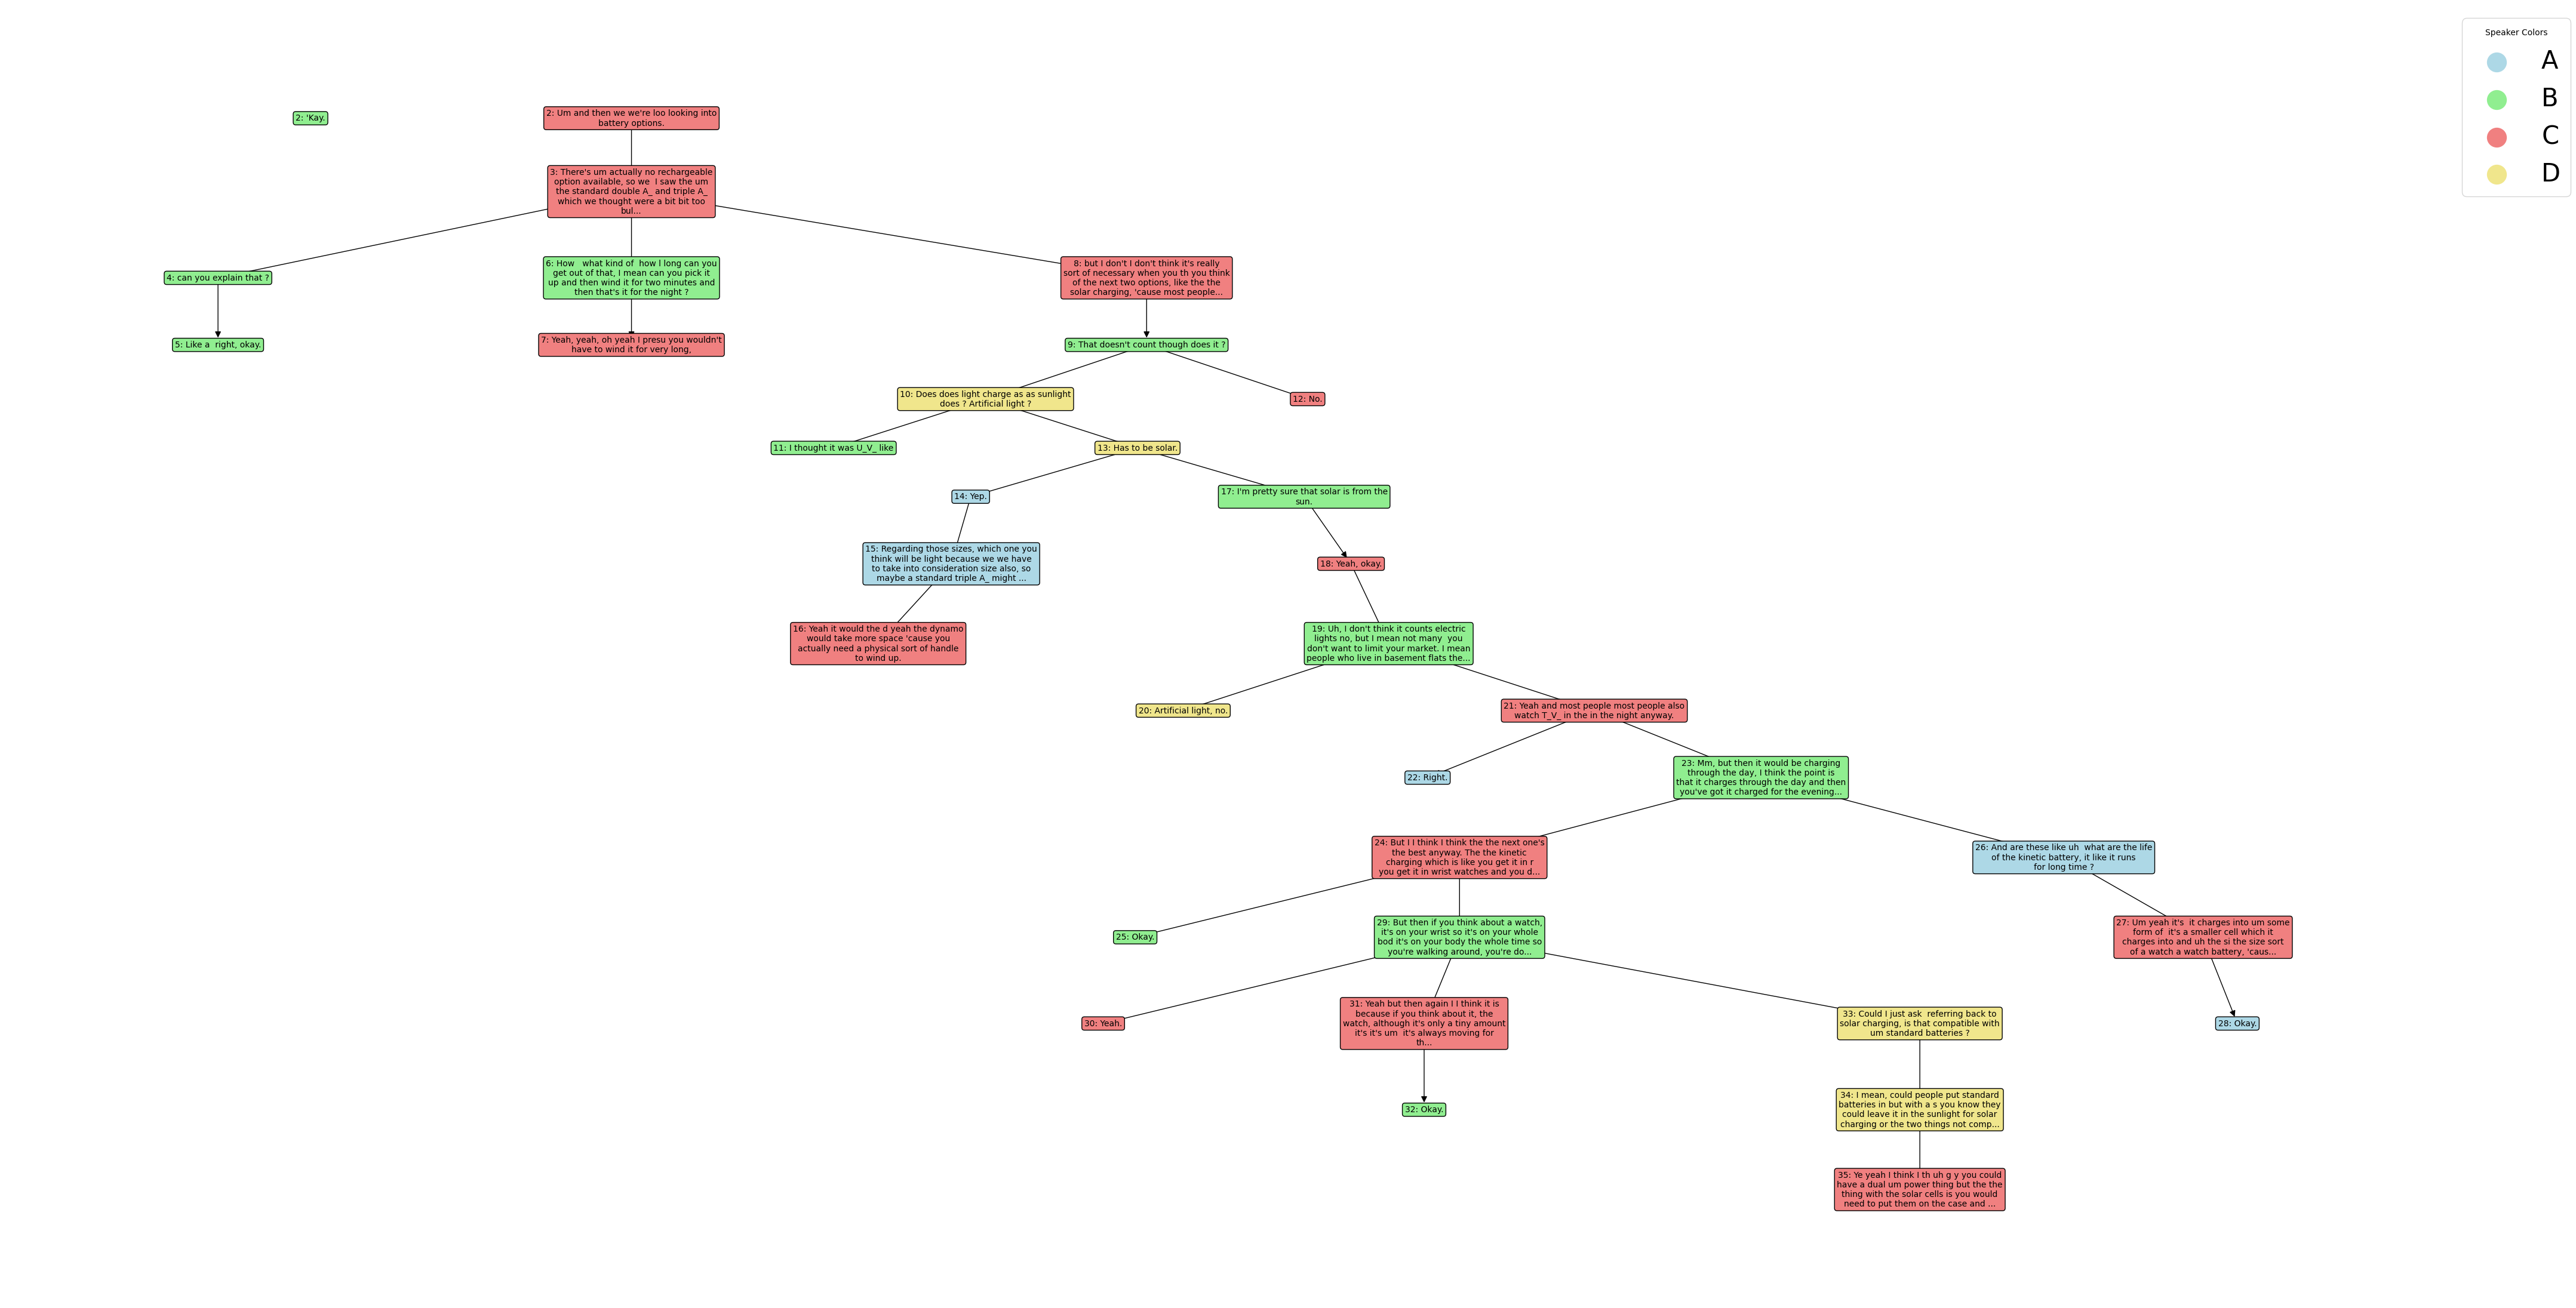 Speaker Colors
A
B
C
D
2: 'Kay.
2: Um and then we we're loo looking into
battery options.
3: There's um actually no rechargeable
option available, so we  I saw the um
the standard double A_ and triple A_
which we thought were a bit bit too
bul...
4: can you explain that ?
6: How   what kind of  how l long can you
get out of that, I mean can you pick it
up and then wind it for two minutes and
then that's it for the night ?
8: but I don't I don't think it's really
sort of necessary when you th you think
of the next two options, like the the
solar charging, 'cause most people...
5: Like a  right, okay.
7: Yeah, yeah, oh yeah I presu you wouldn't
have to wind it for very long,
9: That doesn't count though does it ?
10: Does does light charge as as sunlight
does ? Artificial light ?
12: No.
11: I thought it was U_V_ like
13: Has to be solar.
14: Yep.
17: I'm pretty sure that solar is from the
sun.
15: Regarding those sizes, which one you
think will be light because we we have
to take into consideration size also, so
maybe a standard triple A_ might ...
18: Yeah, okay.
16: Yeah it would the d yeah the dynamo
would take more space 'cause you
actually need a physical sort of handle
to wind up.
19: Uh, I don't think it counts electric
lights no, but I mean not many  you
don't want to limit your market. I mean
people who live in basement flats the...
20: Artificial light, no.
21: Yeah and most people most people also
watch T_V_ in the in the night anyway.
22: Right.
23: Mm, but then it would be charging
through the day, I think the point is
that it charges through the day and then
you've got it charged for the evening...
24: But I I think I think the the next one's
the best anyway. The the kinetic
charging which is like you get it in r
you get it in wrist watches and you d...
26: And are these like uh  what are the life
of the kinetic battery, it like it runs
for long time ?
25: Okay.
29: But then if you think about a watch,
it's on your wrist so it's on your whole
bod it's on your body the whole time so
you're walking around, you're do...
27: Um yeah it's  it charges into um some
form of  it's a smaller cell which it
charges into and uh the si the size sort
of a watch a watch battery, 'caus...
30: Yeah.
31: Yeah but then again I I think it is
because if you think about it, the
watch, although it's only a tiny amount
it's it's um  it's always moving for
th...
33: Could I just ask  referring back to
solar charging, is that compatible with
um standard batteries ?
28: Okay.
32: Okay.
34: I mean, could people put standard
batteries in but with a s you know they
could leave it in the sunlight for solar
charging or the two things not comp...
35: Ye yeah I think I th uh g y you could
have a dual um power thing but the the
thing with the solar cells is you would
need to put them on the case and ...